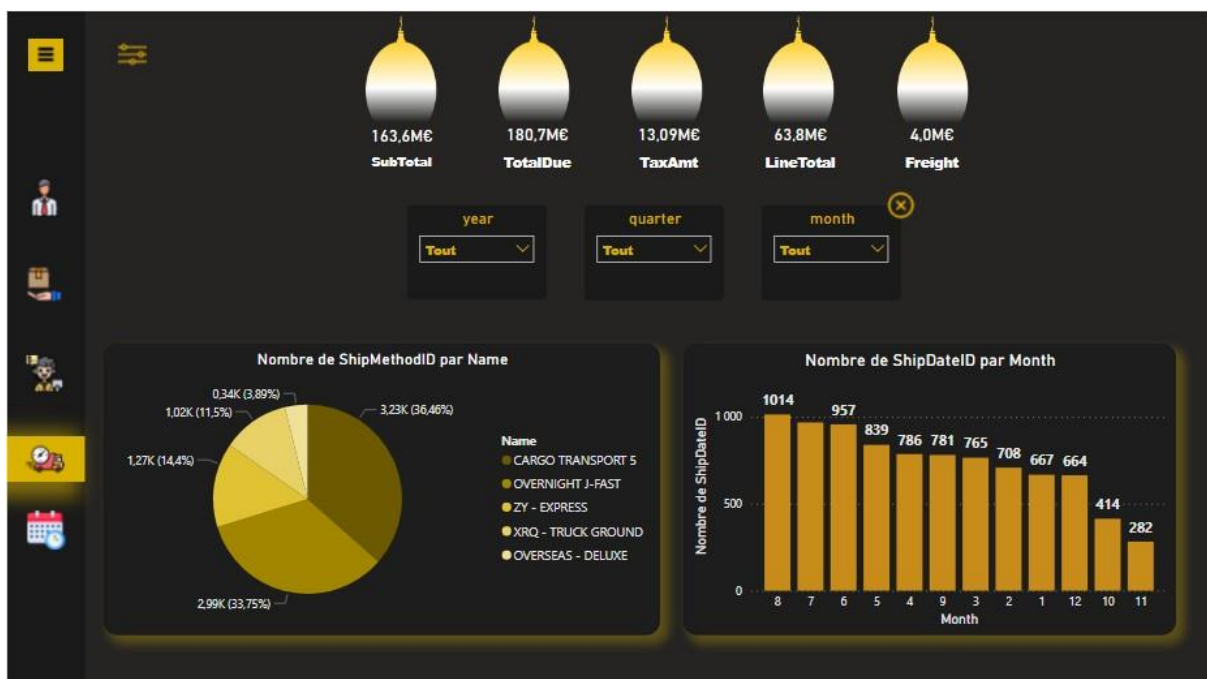 163,6M€
180,7M€
13,09M€
63,8M€
4,0M€
SubTotal
TotalDue
TaxAmt
LineTotal
Freight
year
quarter
month
Tout
Tout
Tout
Nombre de ShipMethodID par Name
0,34K (3,89%)
3,23K (36,46%)
1,02K (11,5%)
1,27K (14,4%)
2,99K (33,75%)
Name
CARGO TRANSPORT 5
OVERNIGHT J-FAST
ZY - EXPRESS
XRQ - TRUCK GROUND
OVERSEAS - DELUXE
Nombre de ShipDateID par Month
Nombre de ShipDateID
1 000
500
0
1014
957
839
786
781
765
708
667
664
414
282
8 7 6 5 4 9 3 2 1 12 10 11
Month